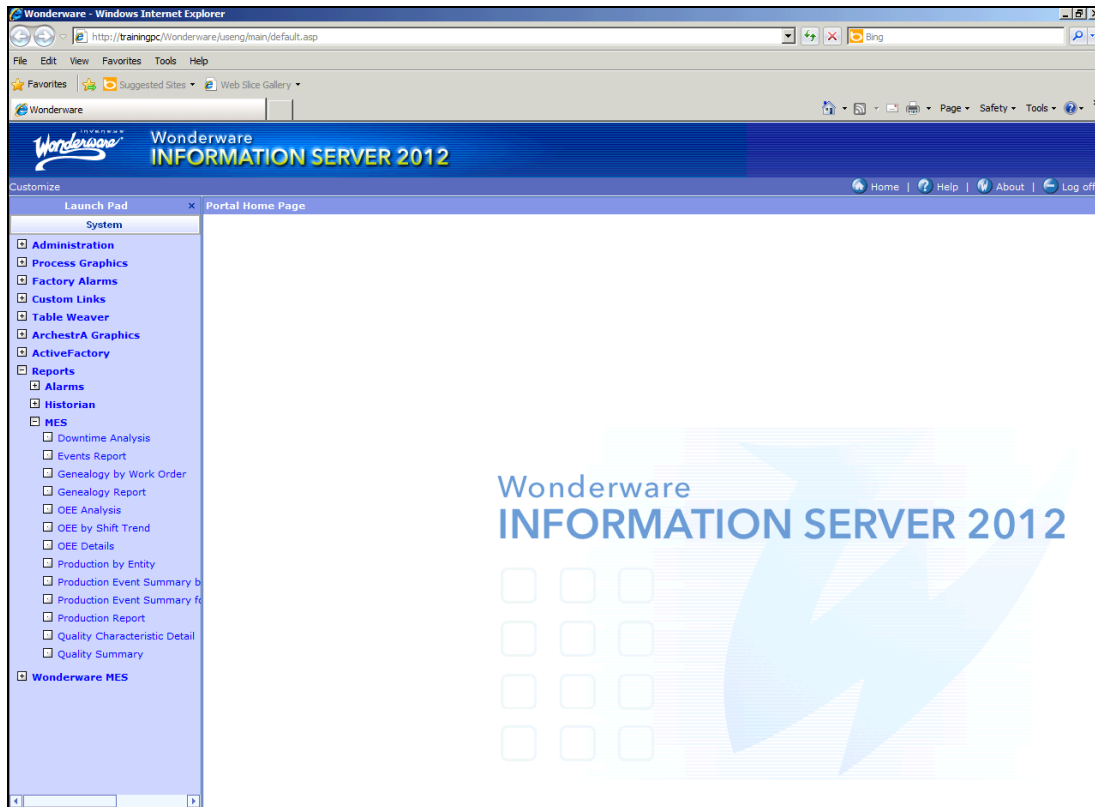 Wonderware - Windows Internet Explorer
http://trainingpc/Wonderware/useng/main/default.asp
Bing
File Edit View Favorites Tools Help
Favorites Suggested Sites Web Slice Gallery
Wonderware
Page Safety Tools
invensys
Wonderware
Wonderware
INFORMATION SERVER 2012
Customize
Home | Help | About | Log off
Launch Pad x
Portal Home Page
System
Administration
Process Graphics
Factory Alarms
Custom Links
Table Weaver
ArchestrA Graphics
ActiveFactory
Reports
Alarms
Historian
MES
Downtime Analysis
Events Report
Genealogy by Work Order
Genealogy Report
OEE Analysis
OEE by Shift Trend
OEE Details
Production by Entity
Production Event Summary b
Production Event Summary fo
Production Report
Quality Characteristic Detail
Quality Summary
Wonderware MES
Wonderware
INFORMATION SERVER 2012